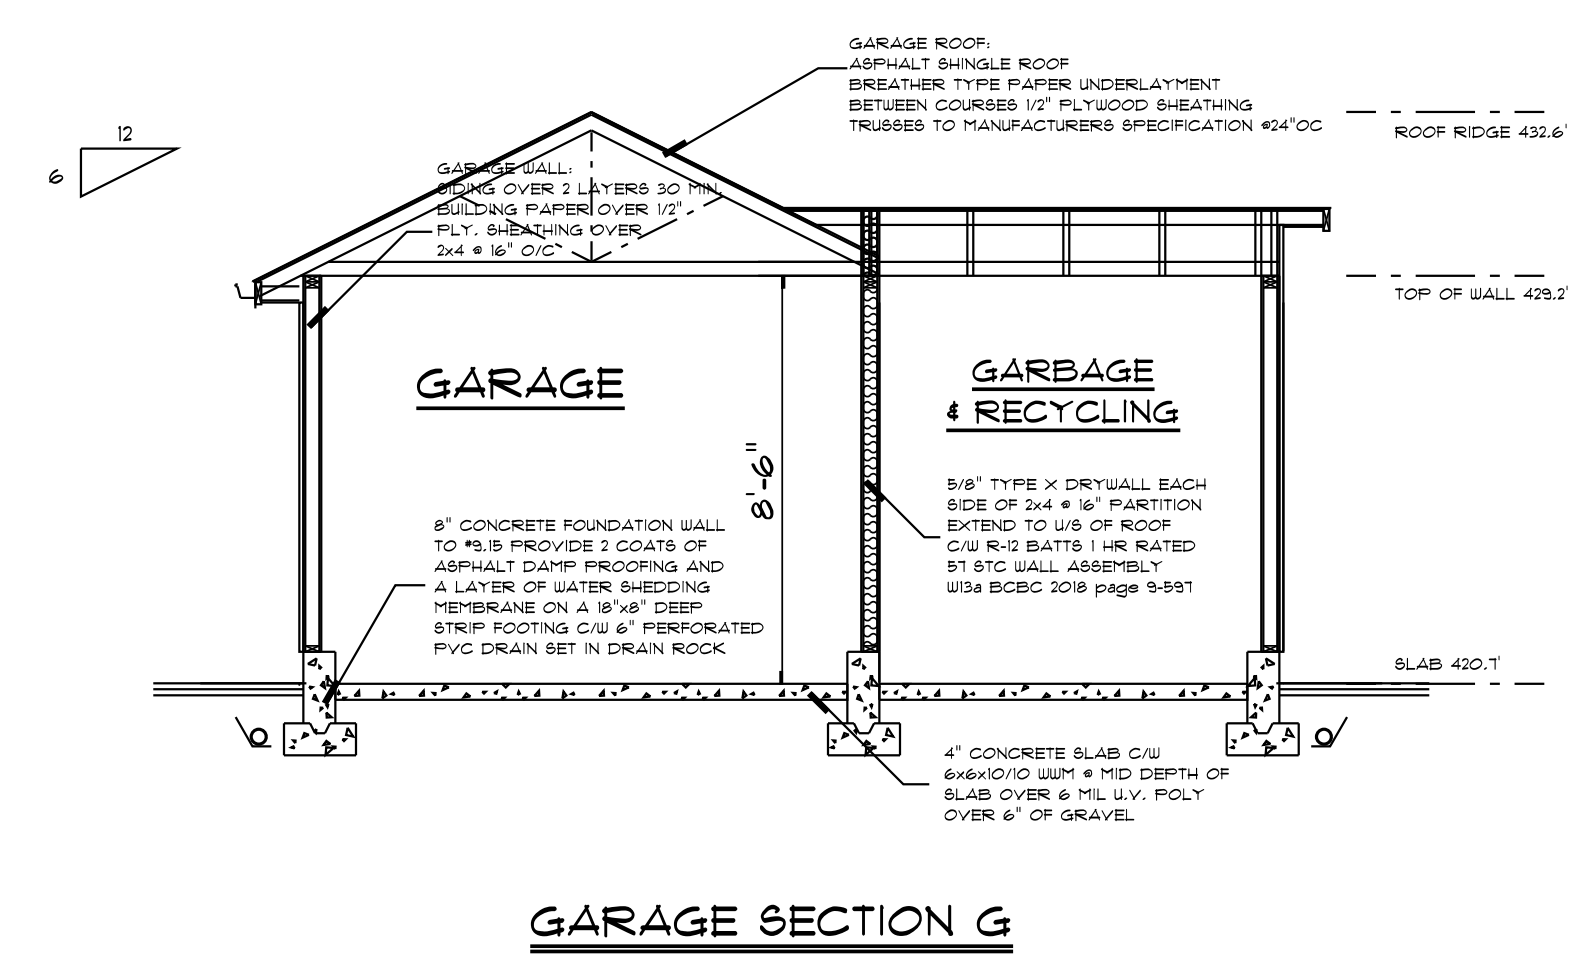 GARAGE ROOF:
ASPHALT SHINGLE ROOF
BREATHER TYPE PAPER UNDERLAYMENT
BETWEEN COURSES 1/2" PLYWOOD SHEATHING
TRUSSES TO MANUFACTURERS SPECIFICATION @24"OC
ROOF RIDGE 432.6'
12
6
GARAGE WALL:
SIDING OVER 2 LAYERS 30 MIN.
BUILDING PAPER OVER 1/2"
PLY. SHEATHING OVER
2x4 @ 16" O/C
TOP OF WALL 429.2'
GARAGE
GARBAGE
& RECYCLING
8'-6"
5/8" TYPE X DRYWALL EACH
SIDE OF 2x4 @ 16" PARTITION
EXTEND TO U/S OF ROOF
C/W R-12 BATTS 1 HR RATED
57 STC WALL ASSEMBLY
W13a BCBC 2018 page 9-597
8" CONCRETE FOUNDATION WALL
TO #9.15 PROVIDE 2 COATS OF
ASPHALT DAMP PROOFING AND
A LAYER OF WATER SHEDDING
MEMBRANE ON A 18"x8" DEEP
STRIP FOOTING C/W 6" PERFORATED
PVC DRAIN SET IN DRAIN ROCK
SLAB 420.7'
4" CONCRETE SLAB C/W
6x6x10/10 WWM @ MID DEPTH OF
SLAB OVER 6 MIL U.V. POLY
OVER 6" OF GRAVEL
GARAGE SECTION G